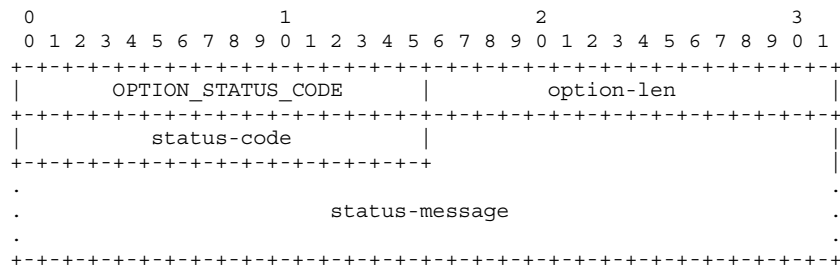 0                   1                   2                   3
 0 1 2 3 4 5 6 7 8 9 0 1 2 3 4 5 6 7 8 9 0 1 2 3 4 5 6 7 8 9 0 1
+-+-+-+-+-+-+-+-+-+-+-+-+-+-+-+-+-+-+-+-+-+-+-+-+-+-+-+-+-+-+-+-+
|       OPTION_STATUS_CODE      |         option-len            |
+-+-+-+-+-+-+-+-+-+-+-+-+-+-+-+-+-+-+-+-+-+-+-+-+-+-+-+-+-+-+-+-+
|          status-code          |                               |
+-+-+-+-+-+-+-+-+-+-+-+-+-+-+-+-+                               |
.                                                               .
.                        status-message                         .
.                                                               .
+-+-+-+-+-+-+-+-+-+-+-+-+-+-+-+-+-+-+-+-+-+-+-+-+-+-+-+-+-+-+-+-+